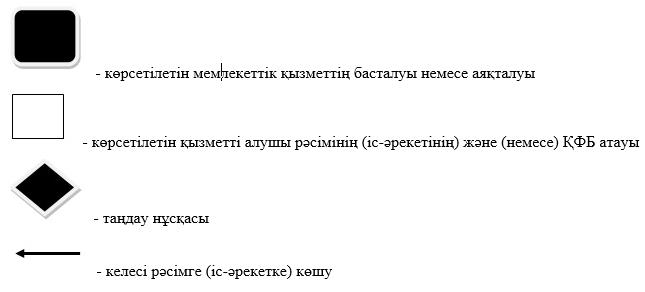 - көрсетілетін мемлекеттік қызметтің басталуы немесе аяқталуы
- көрсетілетін қызметті алушы рәсімінің (іс-әрекетінің) және (немесе) ҚФБ атауы
- таңдау нұсқасы
- келесі рәсімге (іс-әрекетке) көшу